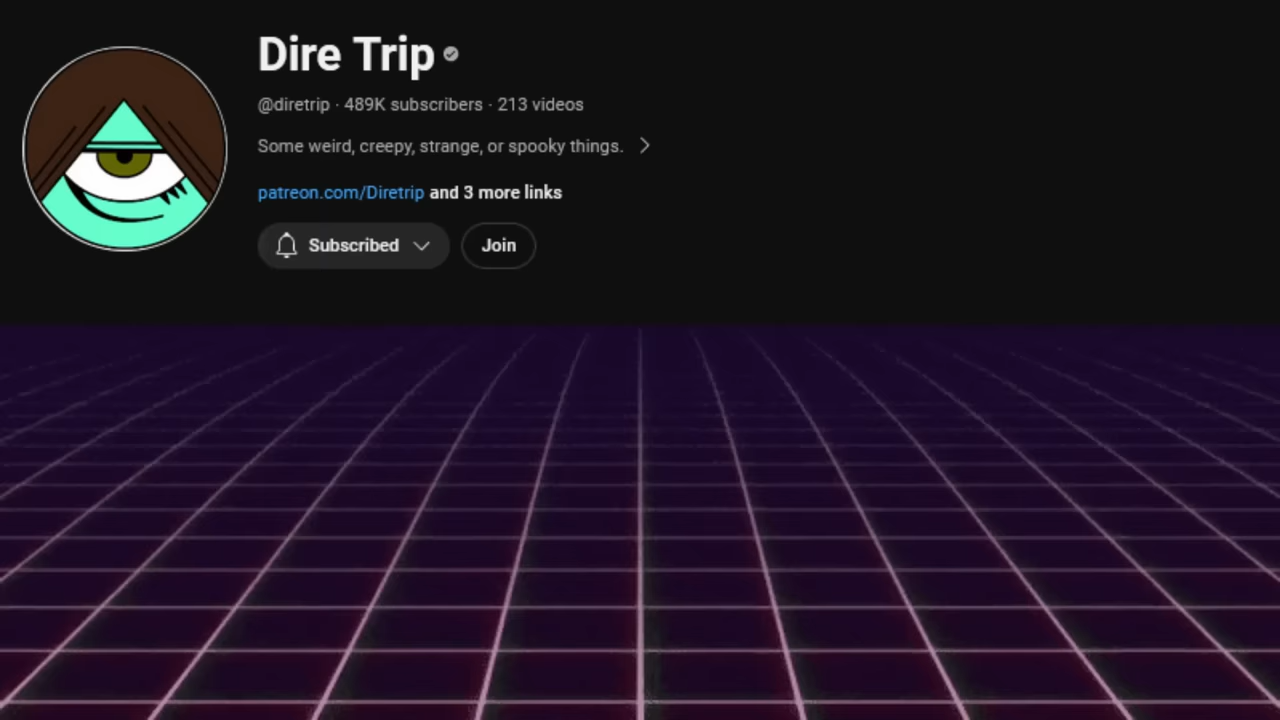 Dire Trip
@diretrip · 489K subscribers · 213 videos
Some weird, creepy, strange, or spooky things.
patreon.com/Diretrip and 3 more links
Subscribed Join